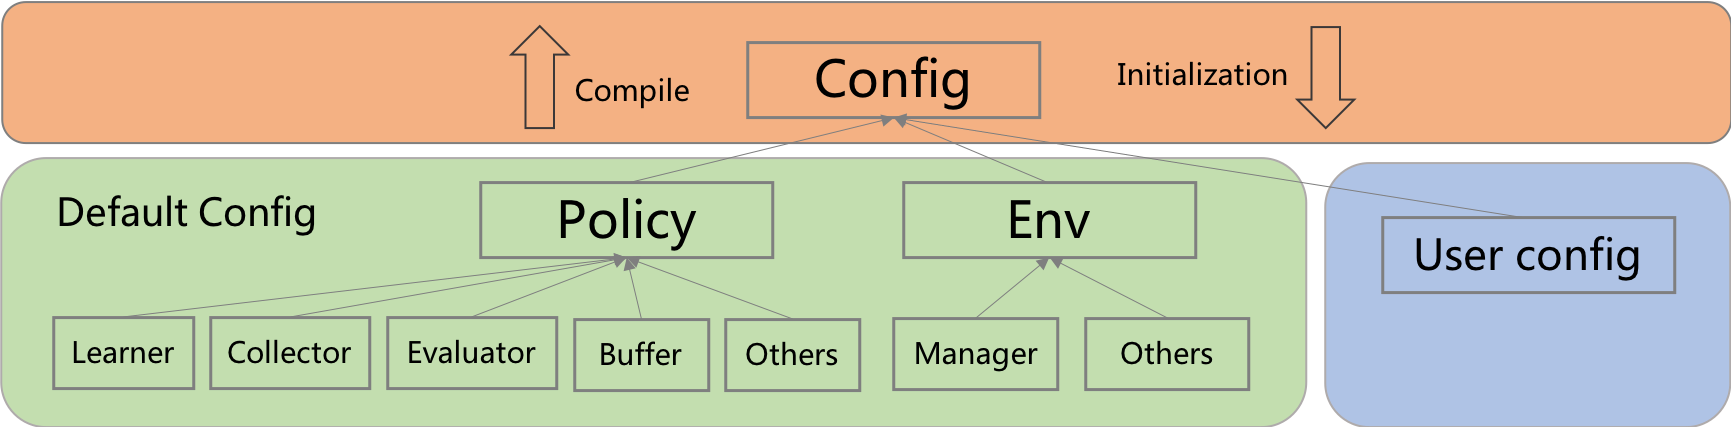 Compile
Config
Initialization
Default Config
Policy
Env
User config
Learner
Collector
Evaluator
Buffer
Others
Manager
Others